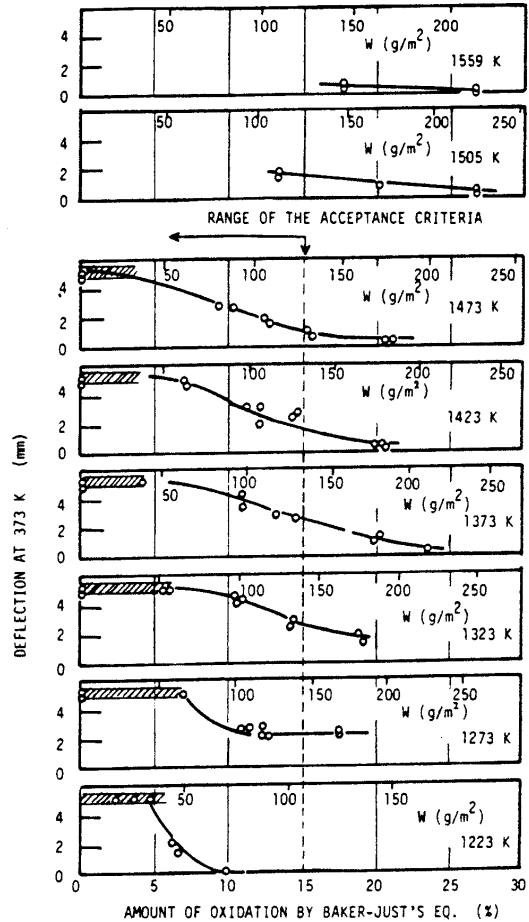 50 100 150 200
6
W (g/m²)
4
1559 K
2
0
50 100 150 200 250
W (g/m²)
4
1505 K
2
0
RANGE OF THE ACCEPTANCE CRITERIA
50 100 150 200 250
W (g/m²)
4
1473 K
2
0
100 150 200 250
W (g/m²)
4
1423 K
2
0
50 100 150 200 250
W (g/m²)
4
1373 K
2
0
100 150 200 250
W (g/m²)
4
1323 K
2
0
100 150 200 250
W (g/m²)
4
1273 K
2
0
50 100 150
W (g/m²)
4
1223 K
2
0
0 5 10 15 20 25 30
AMOUNT OF OXIDATION BY BAKER-JUST'S EQ. (%)
DEFLECTION AT 373 K (mm)